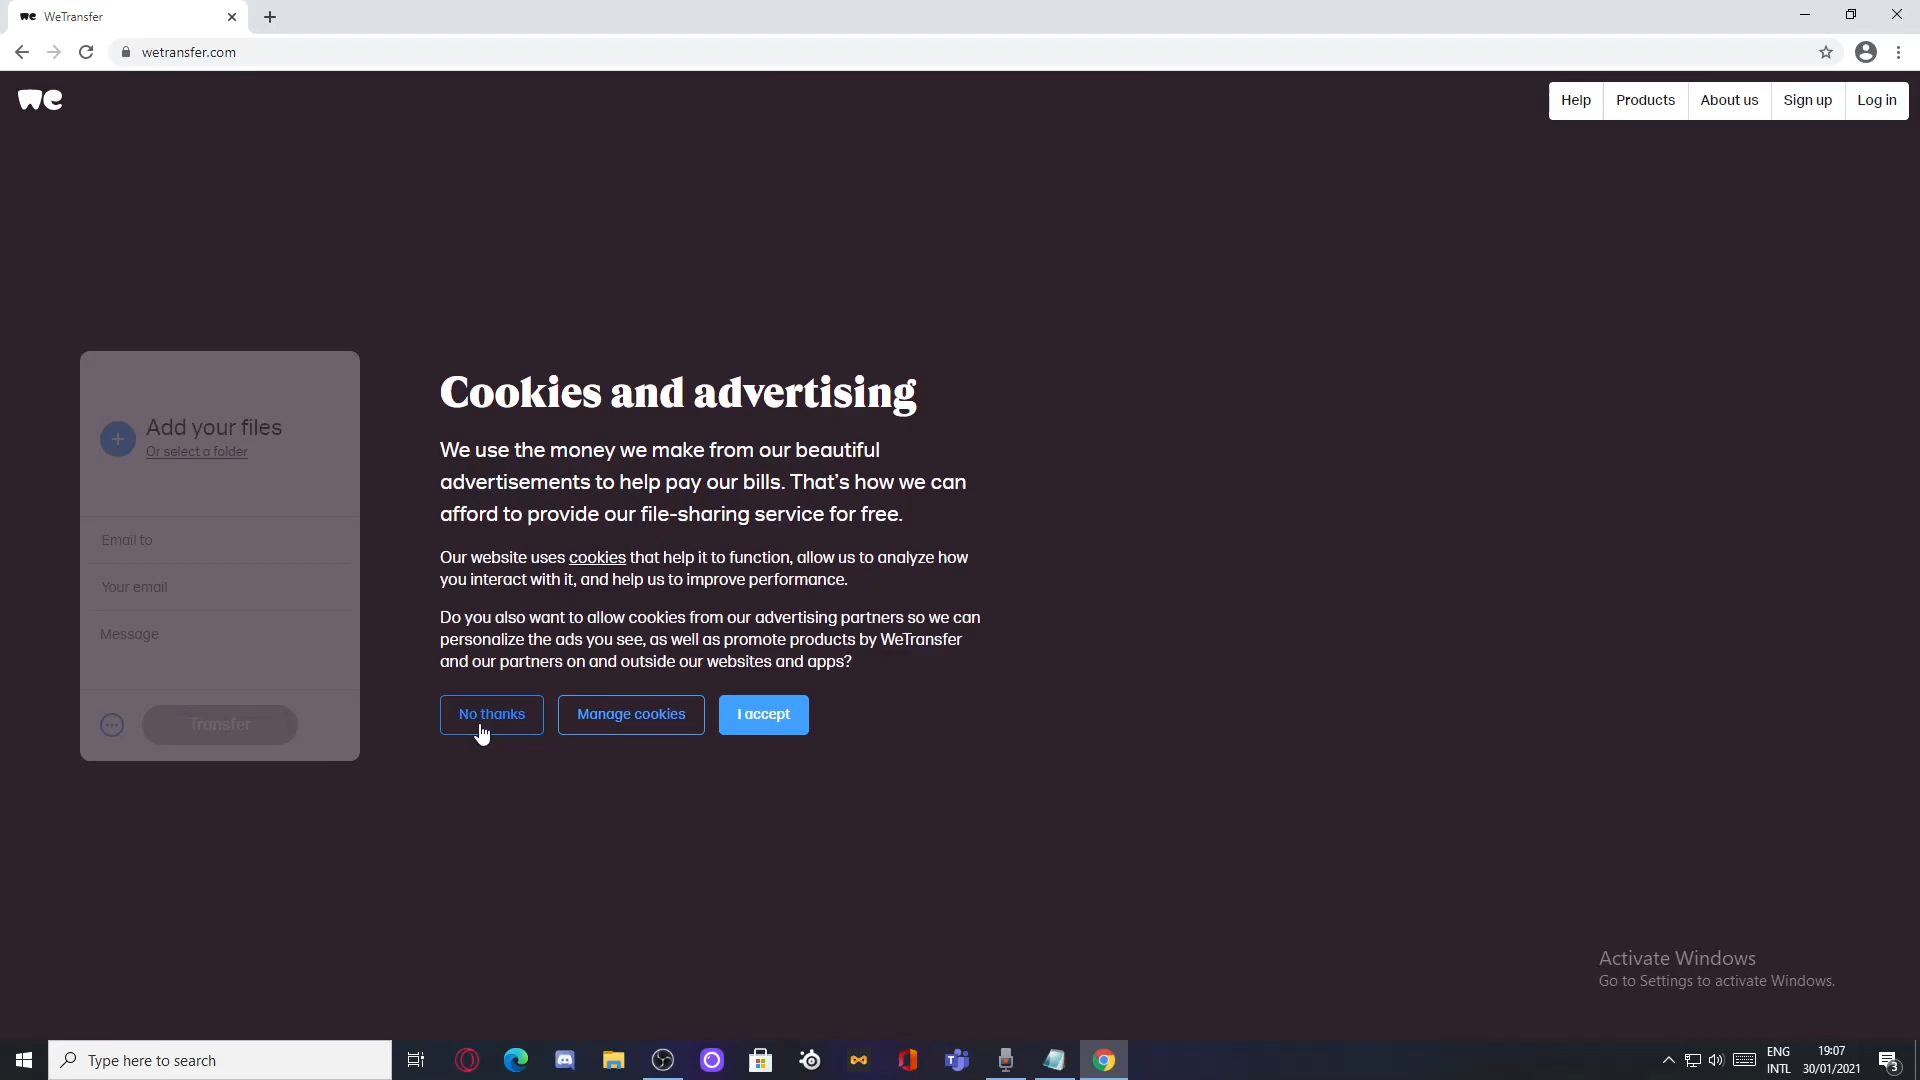 WeTransfer
wetransfer.com
we
Help
Products
About us
Sign up
Log in
Add your files
Or select a folder
Email to
Your email
Message
Transfer
Cookies and advertising
We use the money we make from our beautiful
advertisements to help pay our bills. That's how we can
afford to provide our file-sharing service for free.
Our website uses cookies that help it to function, allow us to analyze how
you interact with it, and help us to improve performance.
Do you also want to allow cookies from our advertising partners so we can
personalize the ads you see, as well as promote products by WeTransfer
and our partners on and outside our websites and apps?
No thanks
Manage cookies
I accept
Activate Windows
Go to Settings to activate Windows.
Type here to search
ENG
INTL
19:07
30/01/2021
3